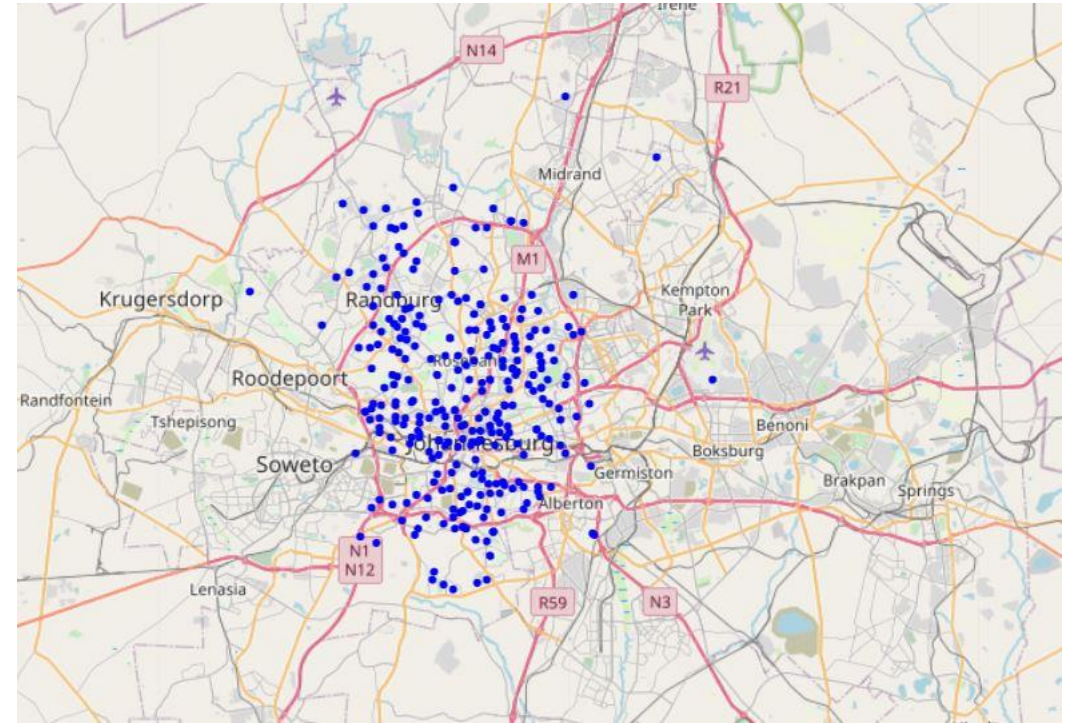 Irene
N14
R21
Midrand
M1
Kempton
Park
Krugersdorp
Randburg
Rosebank
Roodepoort
Randfontein
Tshepisong
Benoni
Johannesburg
Boksburg
Soweto
Germiston
Brakpan
Springs
Alberton
N1
N12
Lenasia
R59
N3